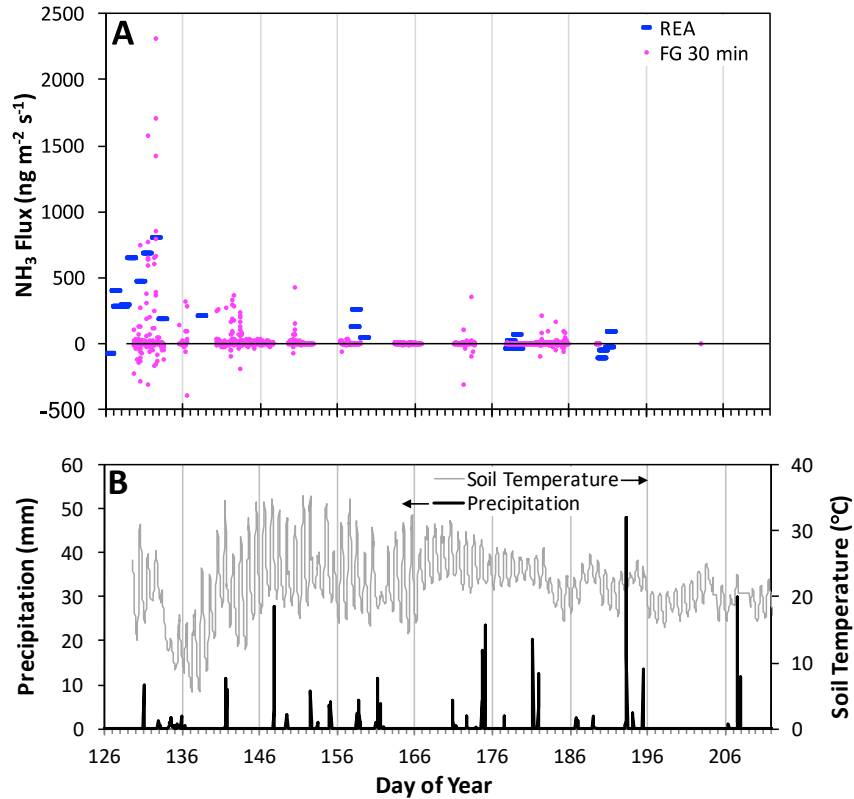 A
REA
FG 30 min
2500
2000
1500
1000
500
0
-500
NH₃ Flux (ng m⁻² s⁻¹)
B
Soil Temperature
Precipitation
60
50
40
30
20
10
0
Precipitation (mm)
40
30
20
10
0
Soil Temperature (°C)
126 136 146 156 166 176 186 196 206
Day of Year